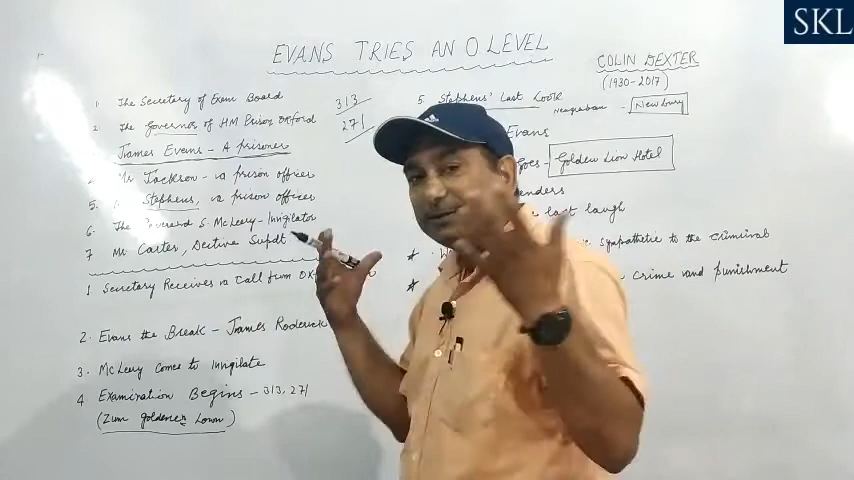 SKL
EVANS TRIES AN O LEVEL
COLIN DEXTER
(1930-2017)
1 The Secretary of Exam Board
313
2 The Governor of HM Prison Oxford
271
James Evans - A prisoner
Mr Jackson - a prison officer
5. Stephens, a prison officer
6. The Reverend S. McLeery - Invigilator
7 Mr Carter, Dective Supdt
1 Secretary Receives a Call from
2. Evans the Break - James Roderick
3. McLeery comes to Invigilate
4 Examination Begins - 313, 271
(Zum goldenen Lowen)
5 Stephens' Last Look
- Newbury
Evans
Goes - Golden Lion Hotel
last laugh
* sympathetic to the criminal
* crime and punishment